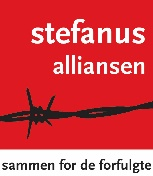 stefanus
alliansen
sammen for de forfulgte